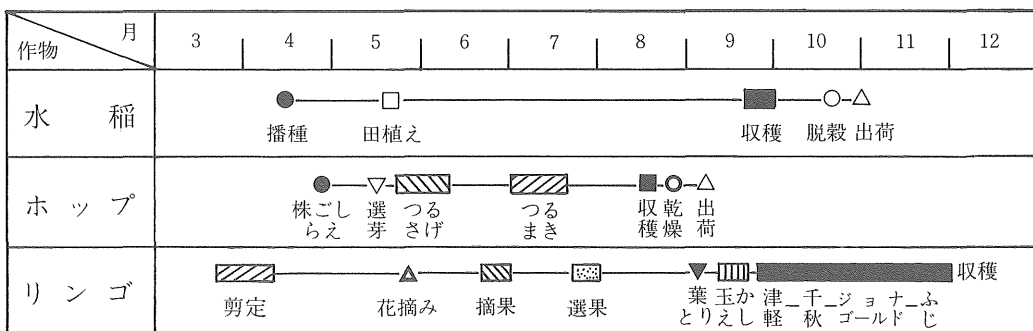 作物 月 3 4 5 6 7 8 9 10 11 12
水稲
播種 田植え 収穫 脱穀 出荷
ホップ
株ごしらえ 選芽 つるさげ つるまき 収穫 乾燥 出荷
リンゴ
収穫
剪定 花摘み 摘果 選果 葉とり 玉かえし 津軽–千秋–ジョナゴールド–ふじ